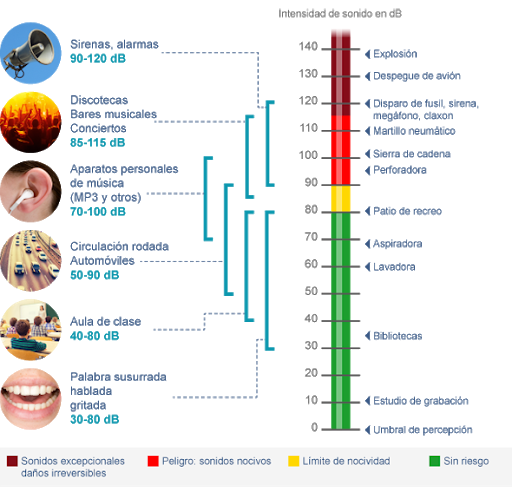 Intensidad de sonido en dB
Sirenas, alarmas
90-120 dB
Discotecas
Bares musicales
Conciertos
85-115 dB
Aparatos personales
de música
(MP3 y otros)
70-100 dB
Circulación rodada
Automóviles
50-90 dB
Aula de clase
40-80 dB
Palabra susurrada
hablada
gritada
30-80 dB
140
130
120
110
100
90
80
70
60
50
40
30
20
10
0
Explosión
Despegue de avión
Disparo de fusil, sirena,
megáfono, claxon
Martillo neumático
Sierra de cadena
Perforadora
Patio de recreo
Aspiradora
Lavadora
Bibliotecas
Estudio de grabación
Umbral de percepción
Sonidos excepcionales
daños irreversibles
Peligro: sonidos nocivos
Límite de nocividad
Sin riesgo